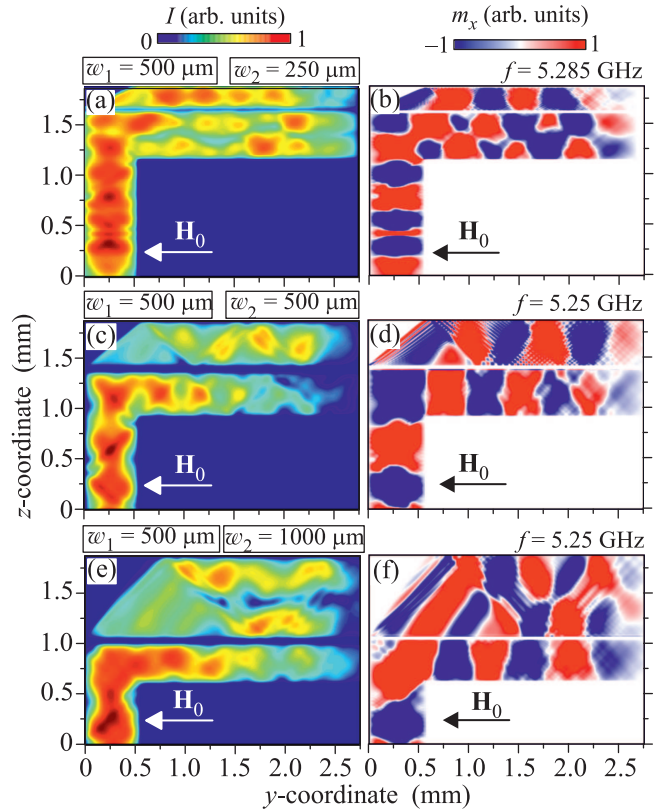 I (arb. units)
0 1
mₓ (arb. units)
−1 1
w₁ = 500 μm w₂ = 250 μm f = 5.285 GHz
(a) (b)
1.5
1.0
0.5
0
H₀ H₀
w₁ = 500 μm w₂ = 500 μm f = 5.25 GHz
(c) (d)
1.5
1.0
0.5
0
H₀ H₀
z-coordinate (mm)
w₁ = 500 μm w₂ = 1000 μm f = 5.25 GHz
(e) (f)
1.5
1.0
0.5
0
H₀ H₀
0 0.5 1.0 1.5 2.0 2.5 0 0.5 1.0 1.5 2.0 2.5
y-coordinate (mm)